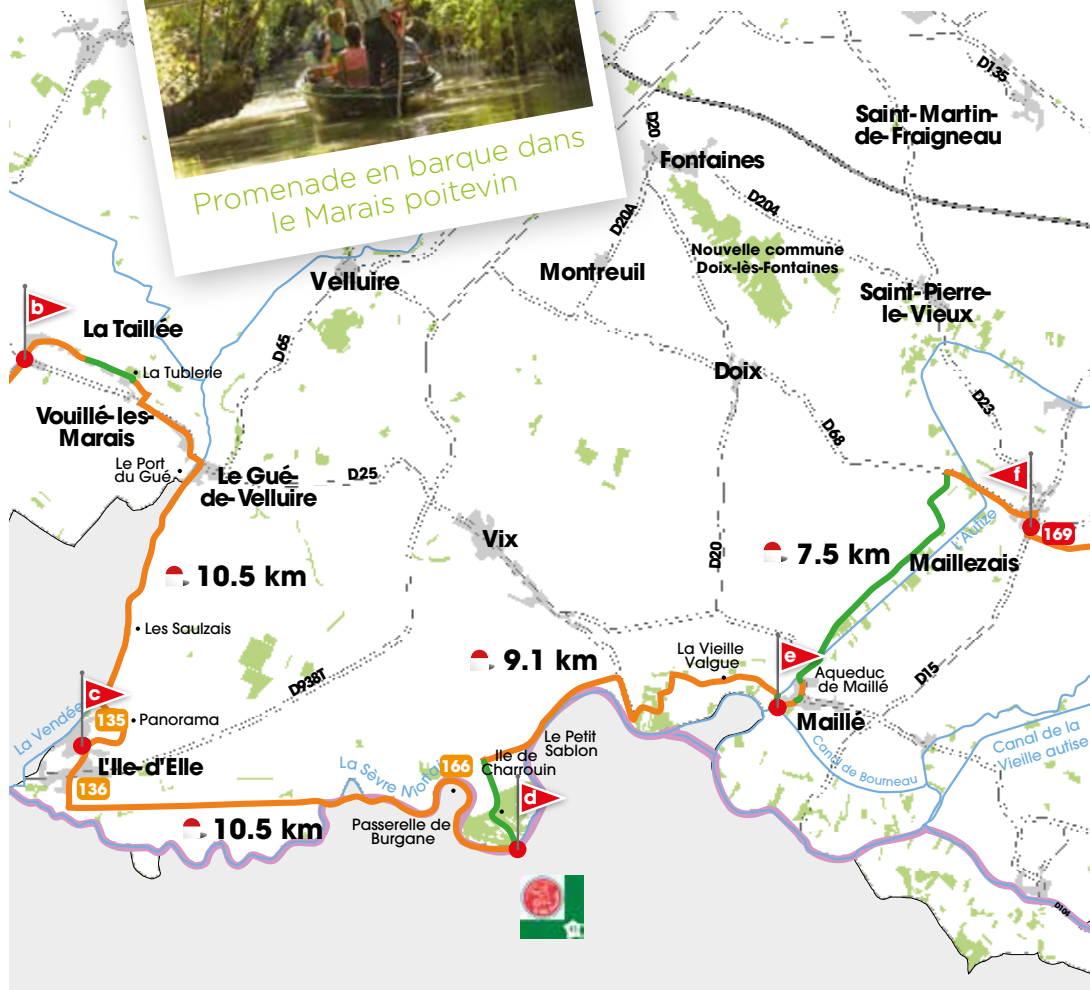 Promenade en barque dans
le Marais poitevin
D135
Saint-Martin-
de-Fraigneau
D20
Fontaines
D204
D20A
Nouvelle commune
Doix-lès-Fontaines
Montreuil
Velluire
Saint-Pierre-
le-Vieux
b
La Taillée
La Tublerie
D65
Doix
D23
Vouillé-les-
Marais
D68
Le Port
du Gué
Le Gué-
de-Velluire
D25
f
169
L'Autize
Vix
D20
7.5 km
Maillezais
10.5 km
Les Saulzais
9.1 km
La Vieille
Valgue
e
Aqueduc
de Maillé
D15
D938T
c
La Vendée
135
Panorama
Maillé
Le Petit
Sablon
Canal de la
Vieille autise
Canal de Bourneau
L'Ile-d'Elle
136
La Sèvre
166
Ile de
Charrouin
d
10.5 km
Passerelle de
Burgane
D104